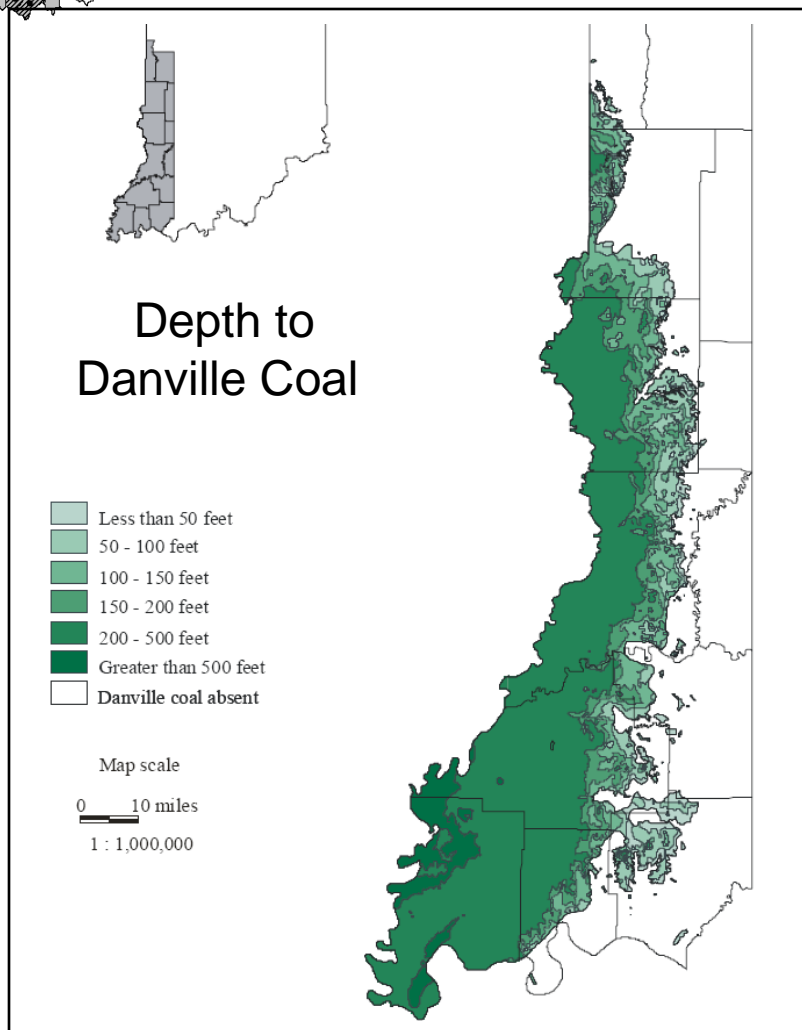 Depth to
Danville Coal
Less than 50 feet
50 - 100 feet
100 - 150 feet
150 - 200 feet
200 - 500 feet
Greater than 500 feet
Danville coal absent
Map scale
0 10 miles
1 : 1,000,000